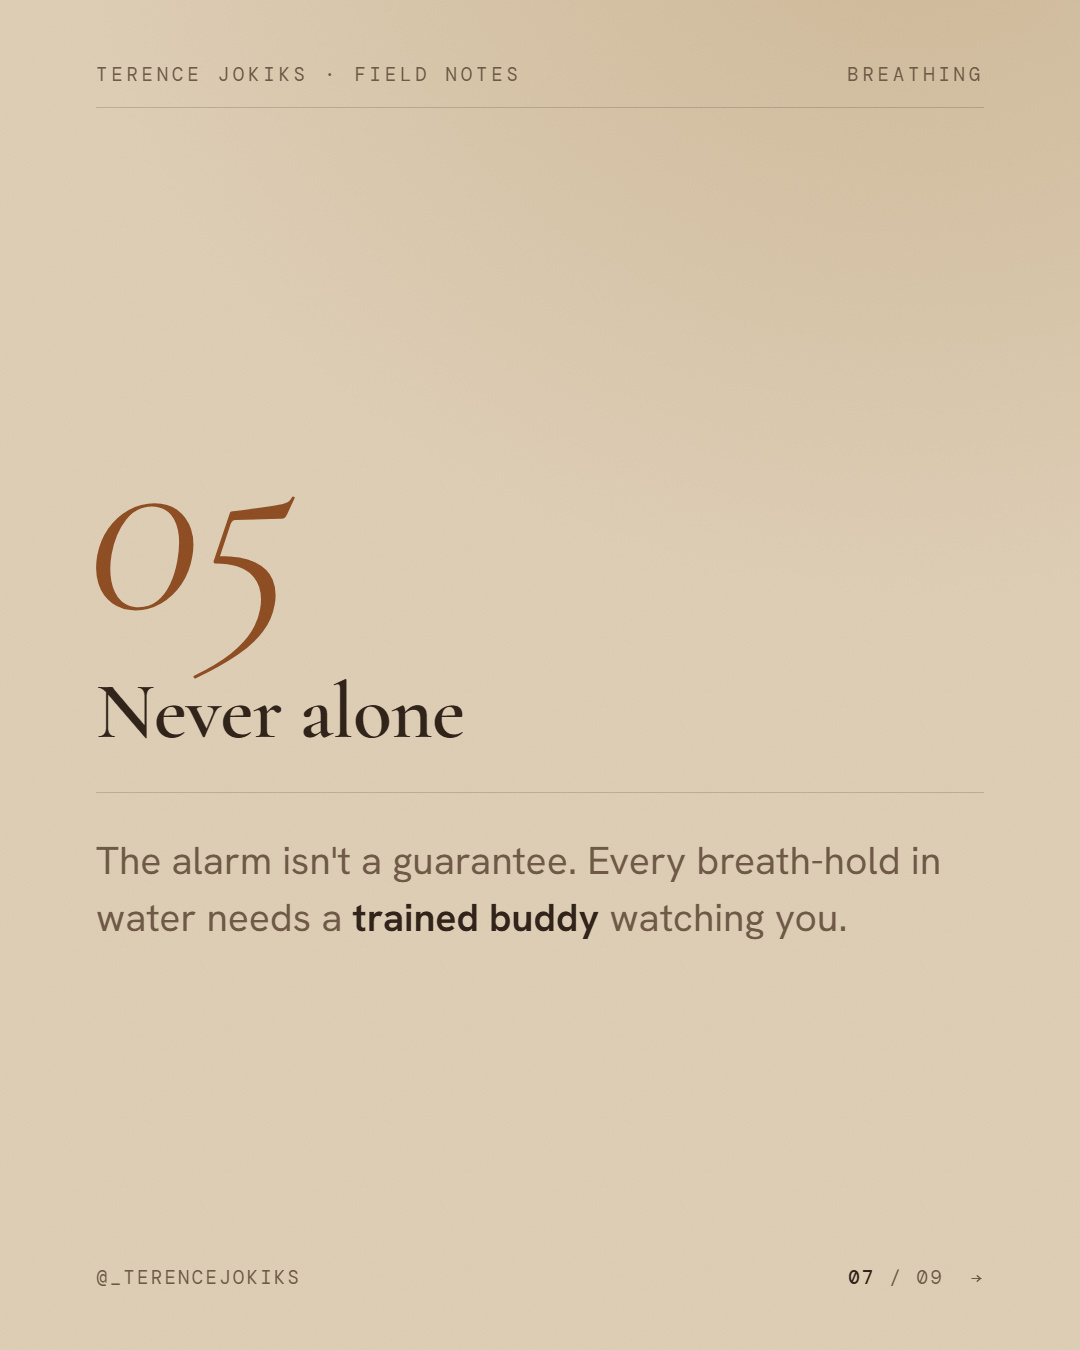 TERENCE JOKIKS · FIELD NOTES
BREATHING
05
Never alone
The alarm isn't a guarantee. Every breath-hold in
water needs a trained buddy watching you.
@_TERENCEJOKIKS
07 / 09 →